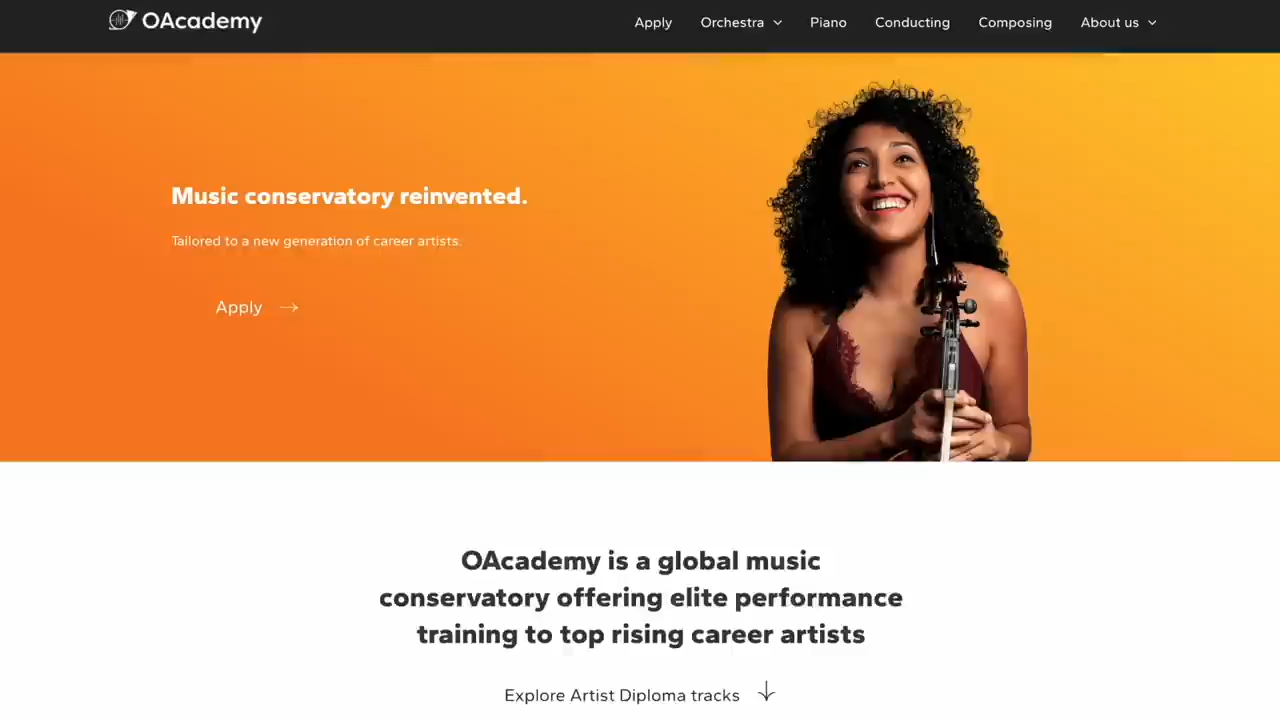 OAcademy
Apply
Orchestra
Piano
Conducting
Composing
About us
Music conservatory reinvented.
Tailored to a new generation of career artists.
Apply
OAcademy is a global music
conservatory offering elite performance
training to top rising career artists
Explore Artist Diploma tracks